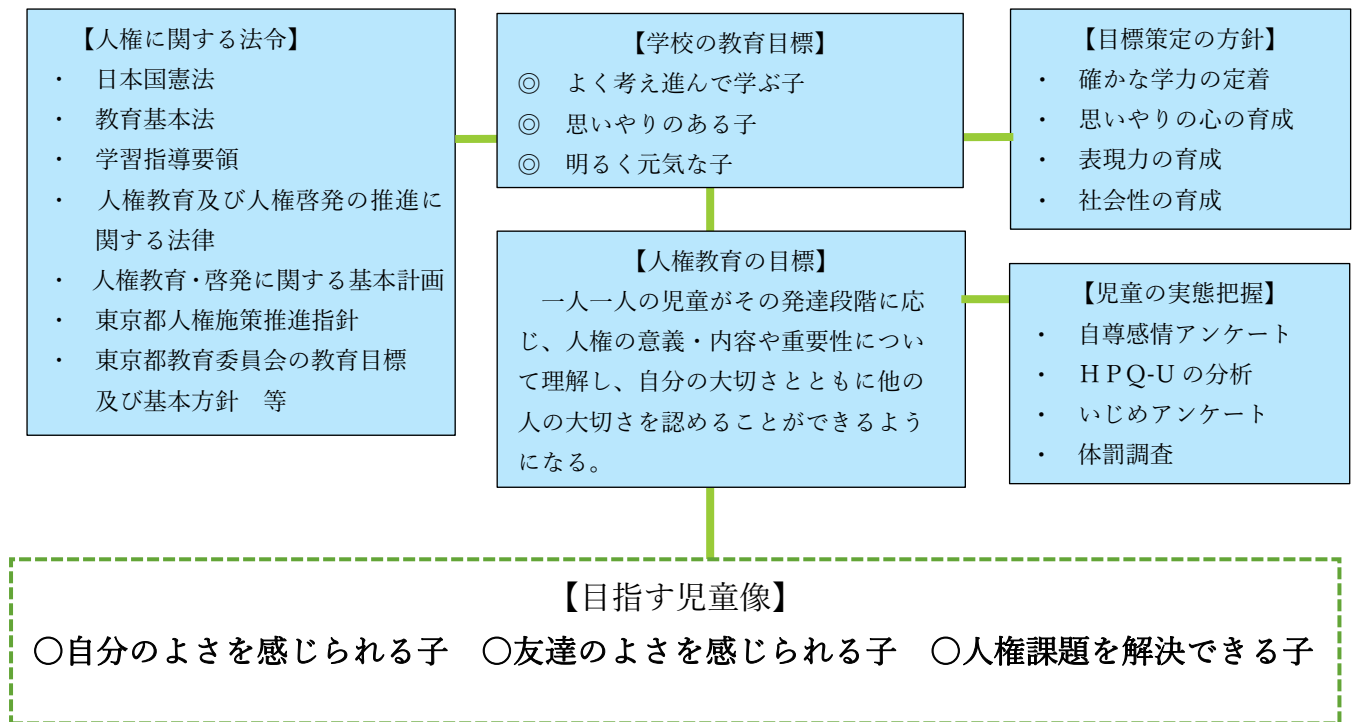 【人権に関する法令】
・ 日本国憲法
・ 教育基本法
・ 学習指導要領
・ 人権教育及び人権啓発の推進に
関する法律
・ 人権教育・啓発に関する基本計画
・ 東京都人権施策推進指針
・ 東京都教育委員会の教育目標
及び基本方針 等
【学校の教育目標】
◎ よく考え進んで学ぶ子
◎ 思いやりのある子
◎ 明るく元気な子
【目標策定の方針】
・ 確かな学力の定着
・ 思いやりの心の育成
・ 表現力の育成
・ 社会性の育成
【人権教育の目標】
一人一人の児童がその発達段階に応
じ、人権の意義・内容や重要性につい
て理解し、自分の大切さとともに他の
人の大切さを認めることができるよう
になる。
【児童の実態把握】
・ 自尊感情アンケート
・ ＨＰＱ-Ｕの分析
・ いじめアンケート
・ 体罰調査
【目指す児童像】
〇自分のよさを感じられる子 〇友達のよさを感じられる子 〇人権課題を解決できる子